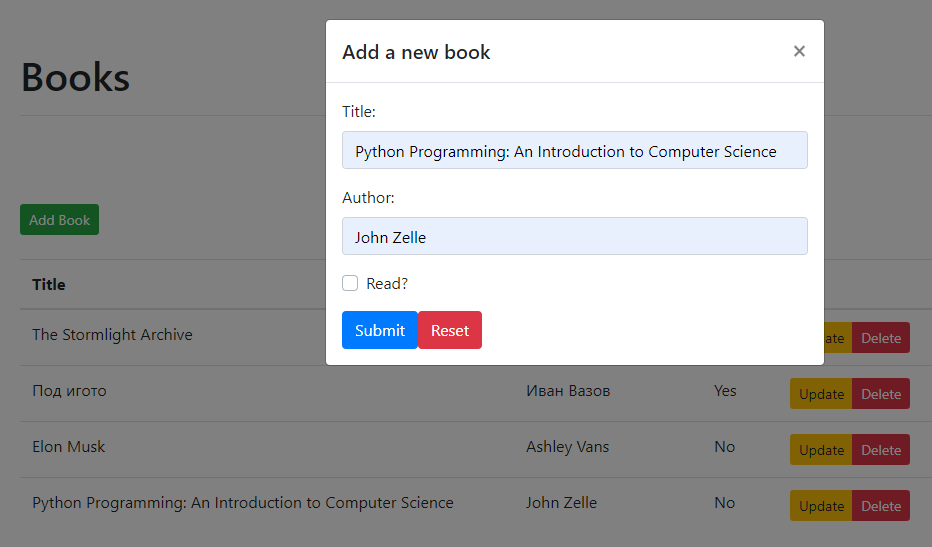 Add a new book ×
Title:
Python Programming: An Introduction to Computer Science
Author:
John Zelle
Read?
Submit Reset
Books
Add Book
Title
The Stormlight Archive ate Delete
Под игото Иван Вазов Yes Update Delete
Elon Musk Ashley Vans No Update Delete
Python Programming: An Introduction to Computer Science John Zelle No Update Delete